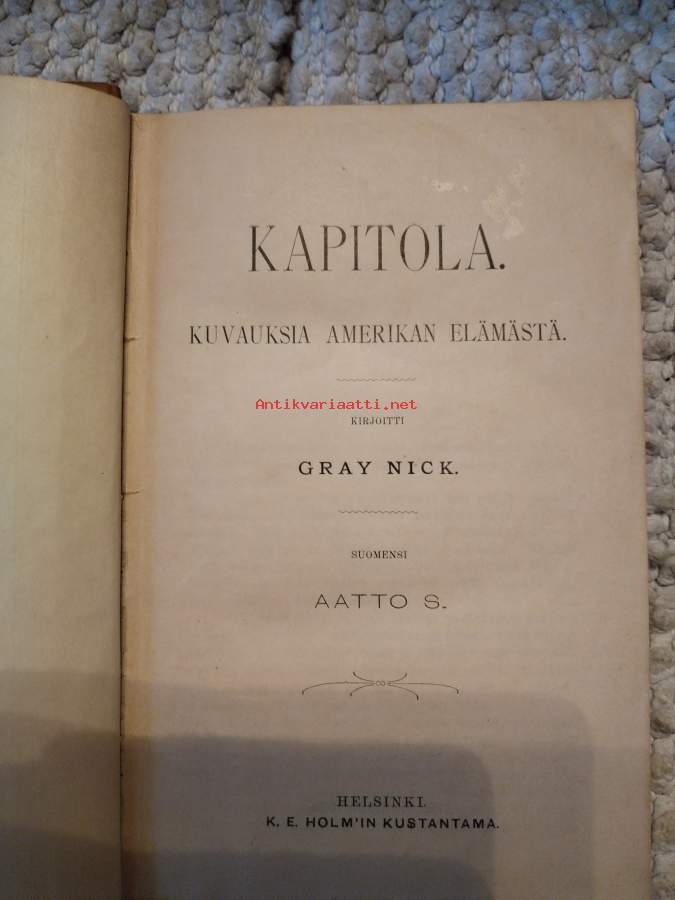 KAPITOLA.
KUVAUKSIA AMERIKAN ELÄMÄSTÄ.
Antikvariaatti.net
KIRJOITTI
GRAY NICK.
SUOMENSI
AATTO S.
HELSINKI.
K. E. HOLM'IN KUSTANTAMA.